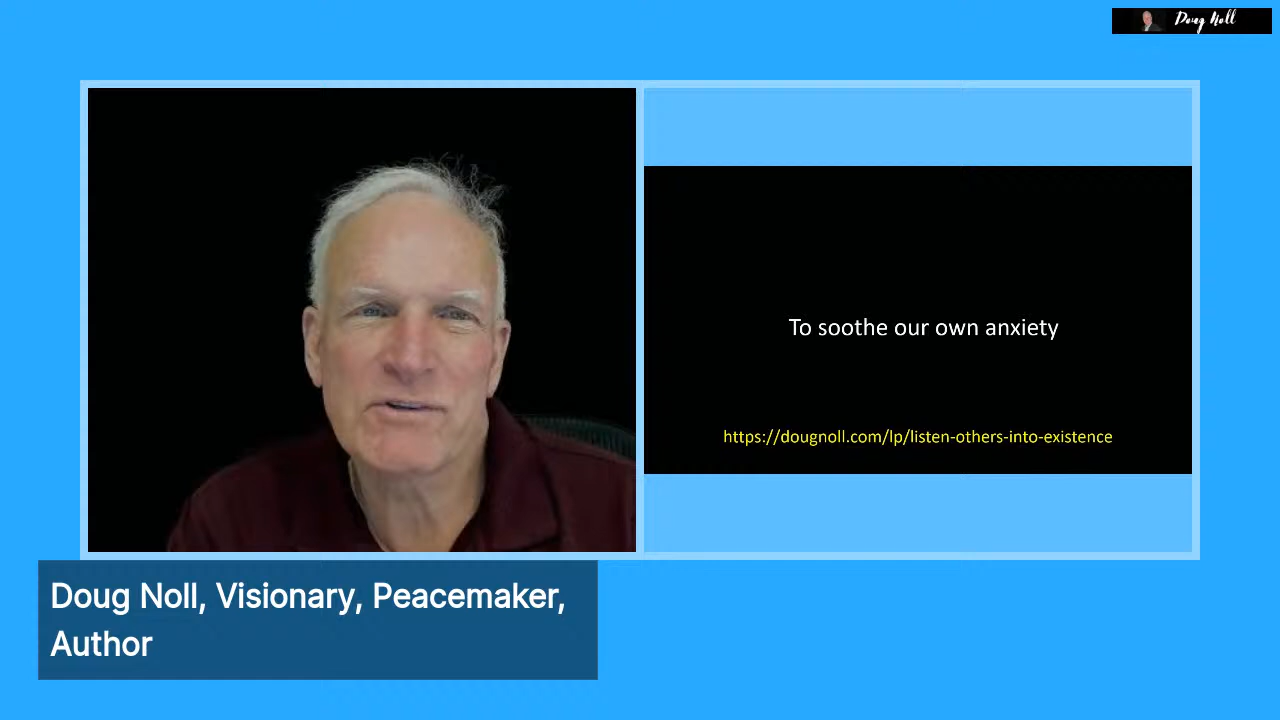 Doug Noll
To soothe our own anxiety
https://dougnoll.com/lp/listen-others-into-existence
Doug Noll, Visionary, Peacemaker,
Author